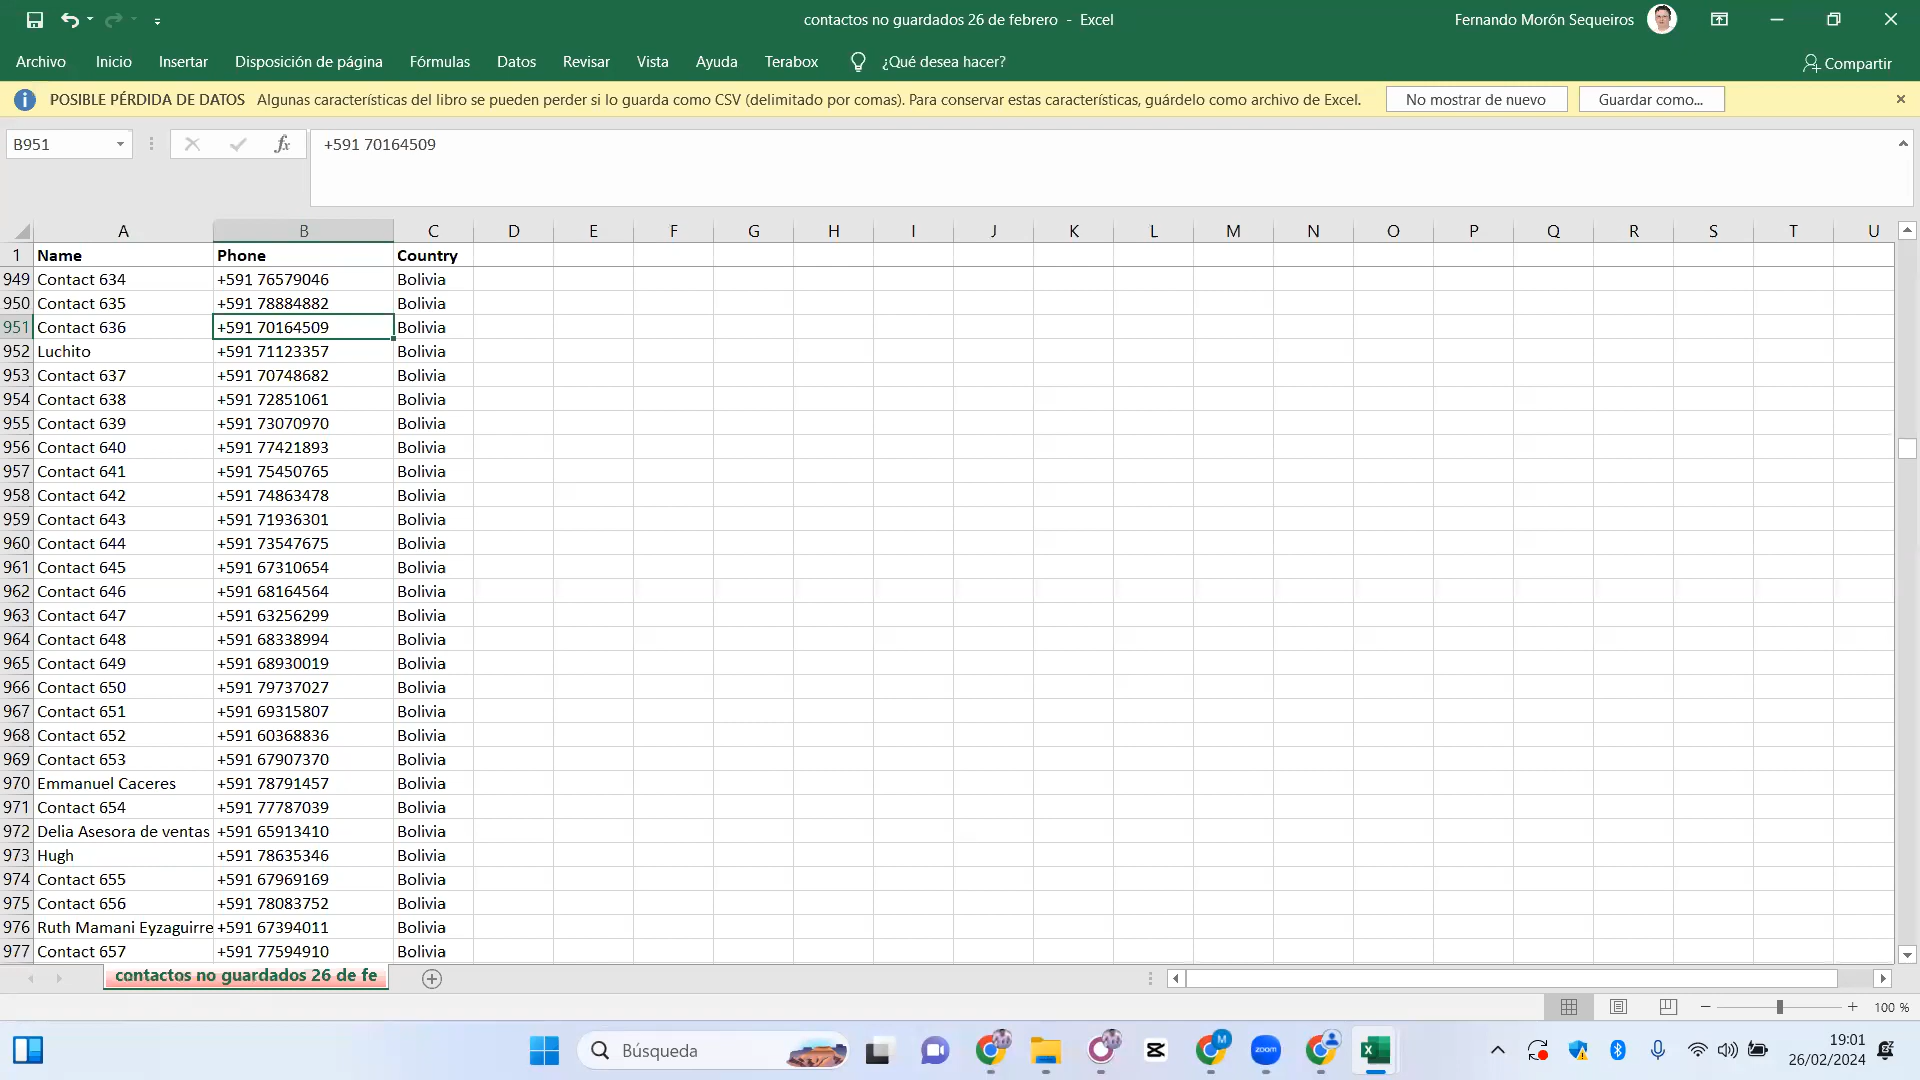 contactos no guardados 26 de febrero - Excel
Fernando Morón Sequeiros
Archivo Inicio Insertar Disposición de página Fórmulas Datos Revisar Vista Ayuda Terabox ¿Qué desea hacer? Compartir
POSIBLE PÉRDIDA DE DATOS Algunas características del libro se pueden perder si lo guarda como CSV (delimitado por comas). Para conservar estas características, guárdelo como archivo de Excel. No mostrar de nuevo Guardar como...
B951 fx +591 70164509
A B C D E F G H I J K L M N O P Q R S T U
1 Name Phone Country
949 Contact 634 +591 76579046 Bolivia
950 Contact 635 +591 78884882 Bolivia
951 Contact 636 +591 70164509 Bolivia
952 Luchito +591 71123357 Bolivia
953 Contact 637 +591 70748682 Bolivia
954 Contact 638 +591 72851061 Bolivia
955 Contact 639 +591 73070970 Bolivia
956 Contact 640 +591 77421893 Bolivia
957 Contact 641 +591 75450765 Bolivia
958 Contact 642 +591 74863478 Bolivia
959 Contact 643 +591 71936301 Bolivia
960 Contact 644 +591 73547675 Bolivia
961 Contact 645 +591 67310654 Bolivia
962 Contact 646 +591 68164564 Bolivia
963 Contact 647 +591 63256299 Bolivia
964 Contact 648 +591 68338994 Bolivia
965 Contact 649 +591 68930019 Bolivia
966 Contact 650 +591 79737027 Bolivia
967 Contact 651 +591 69315807 Bolivia
968 Contact 652 +591 60368836 Bolivia
969 Contact 653 +591 67907370 Bolivia
970 Emmanuel Caceres +591 78791457 Bolivia
971 Contact 654 +591 77787039 Bolivia
972 Delia Asesora de ventas +591 65913410 Bolivia
973 Hugh +591 78635346 Bolivia
974 Contact 655 +591 67969169 Bolivia
975 Contact 656 +591 78083752 Bolivia
976 Ruth Mamani Eyzaguirre +591 67394011 Bolivia
977 Contact 657 +591 77594910 Bolivia
contactos no guardados 26 de fe
100 %
Búsqueda
M
zoom
19:01
26/02/2024